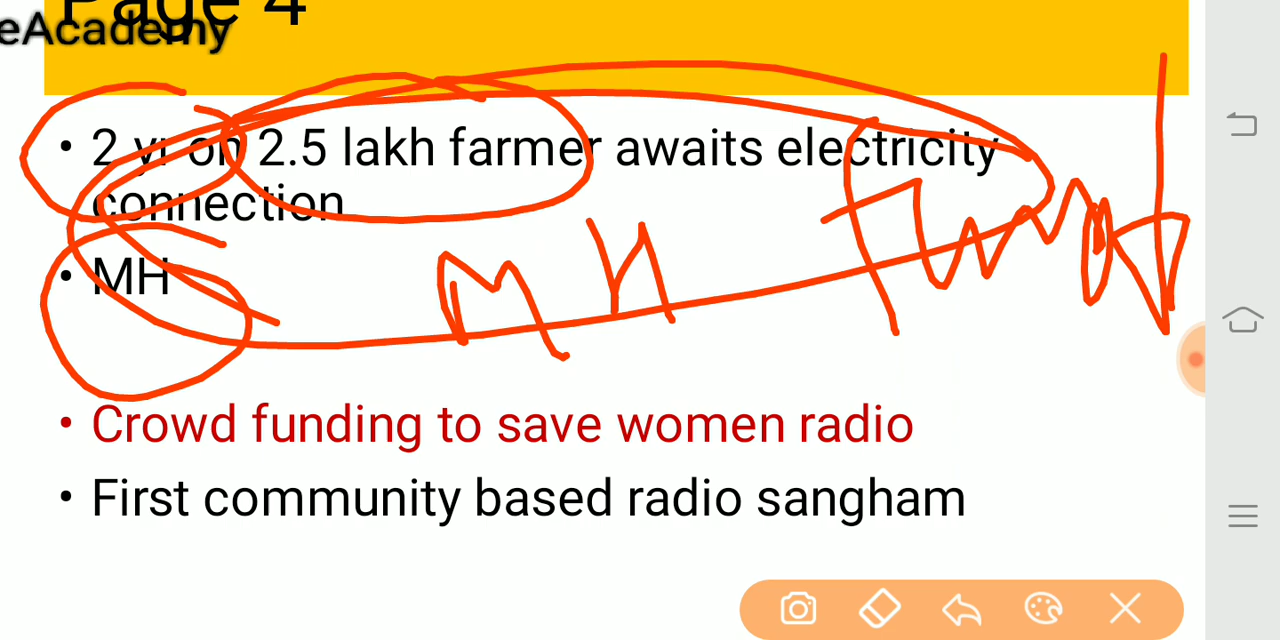 Page 4
eAcademy
• 2 yr on 2.5 lakh farmer awaits electricity
connection
• MH
MH
• Crowd funding to save women radio
• First community based radio sangham